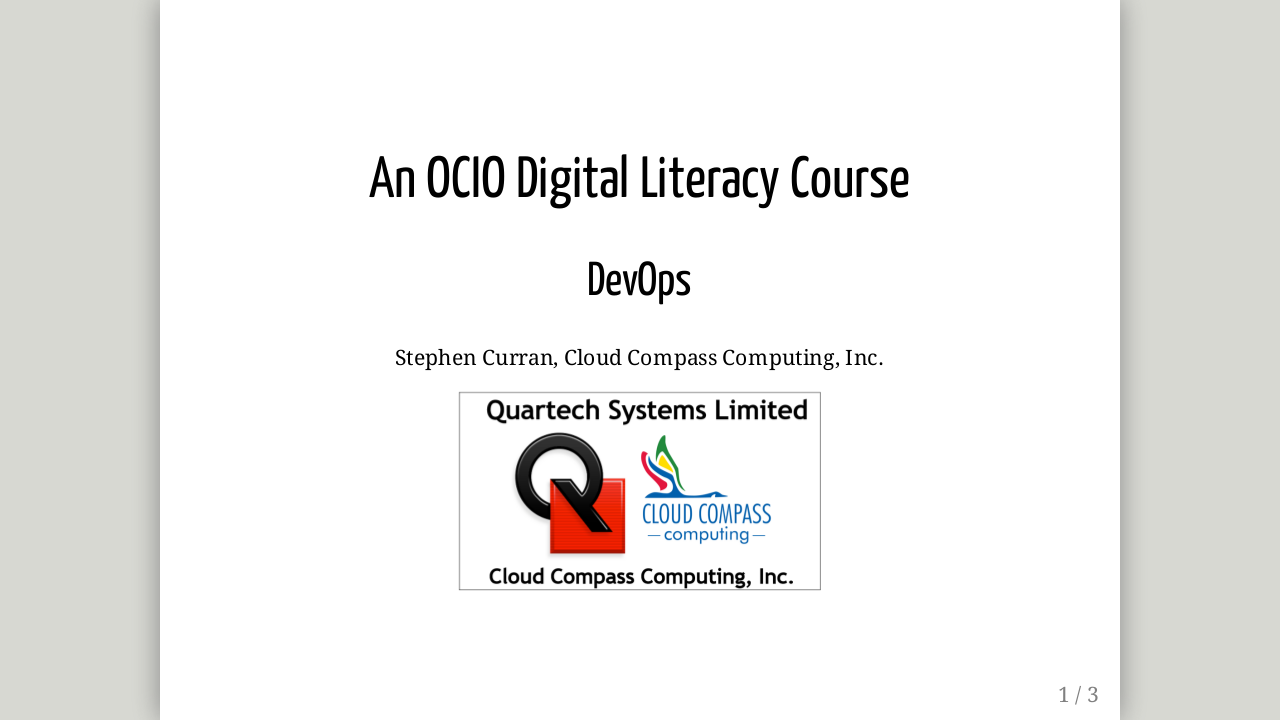 An OCIO Digital Literacy Course
DevOps
Stephen Curran, Cloud Compass Computing, Inc.
Quartech Systems Limited
CLOUD COMPASS
computing
Cloud Compass Computing, Inc.
1 / 3